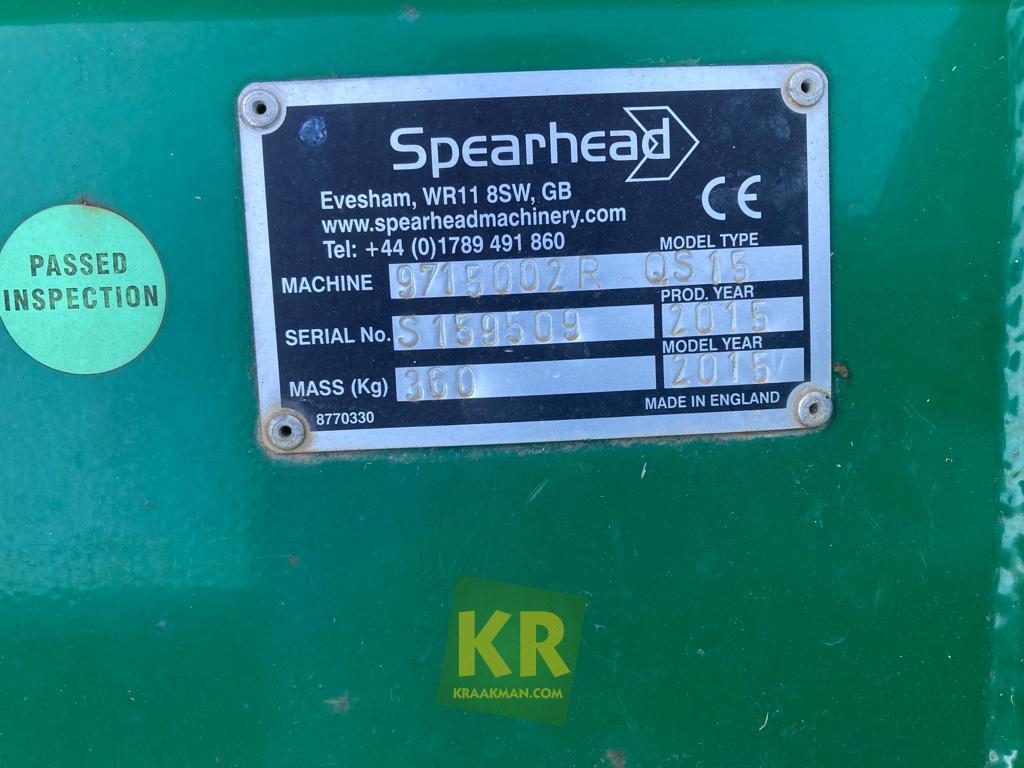 Spearhead
Evesham, WR11 8SW, GB
www.spearheadmachinery.com
Tel: +44 (0)1789 491 860
CE
MODEL TYPE
MACHINE 9715002R QS15
PROD. YEAR
SERIAL No. S159509 2015
MODEL YEAR
MASS (Kg) 360 2015
8770330
MADE IN ENGLAND
PASSED
INSPECTION
KR
KRAAKMAN.COM